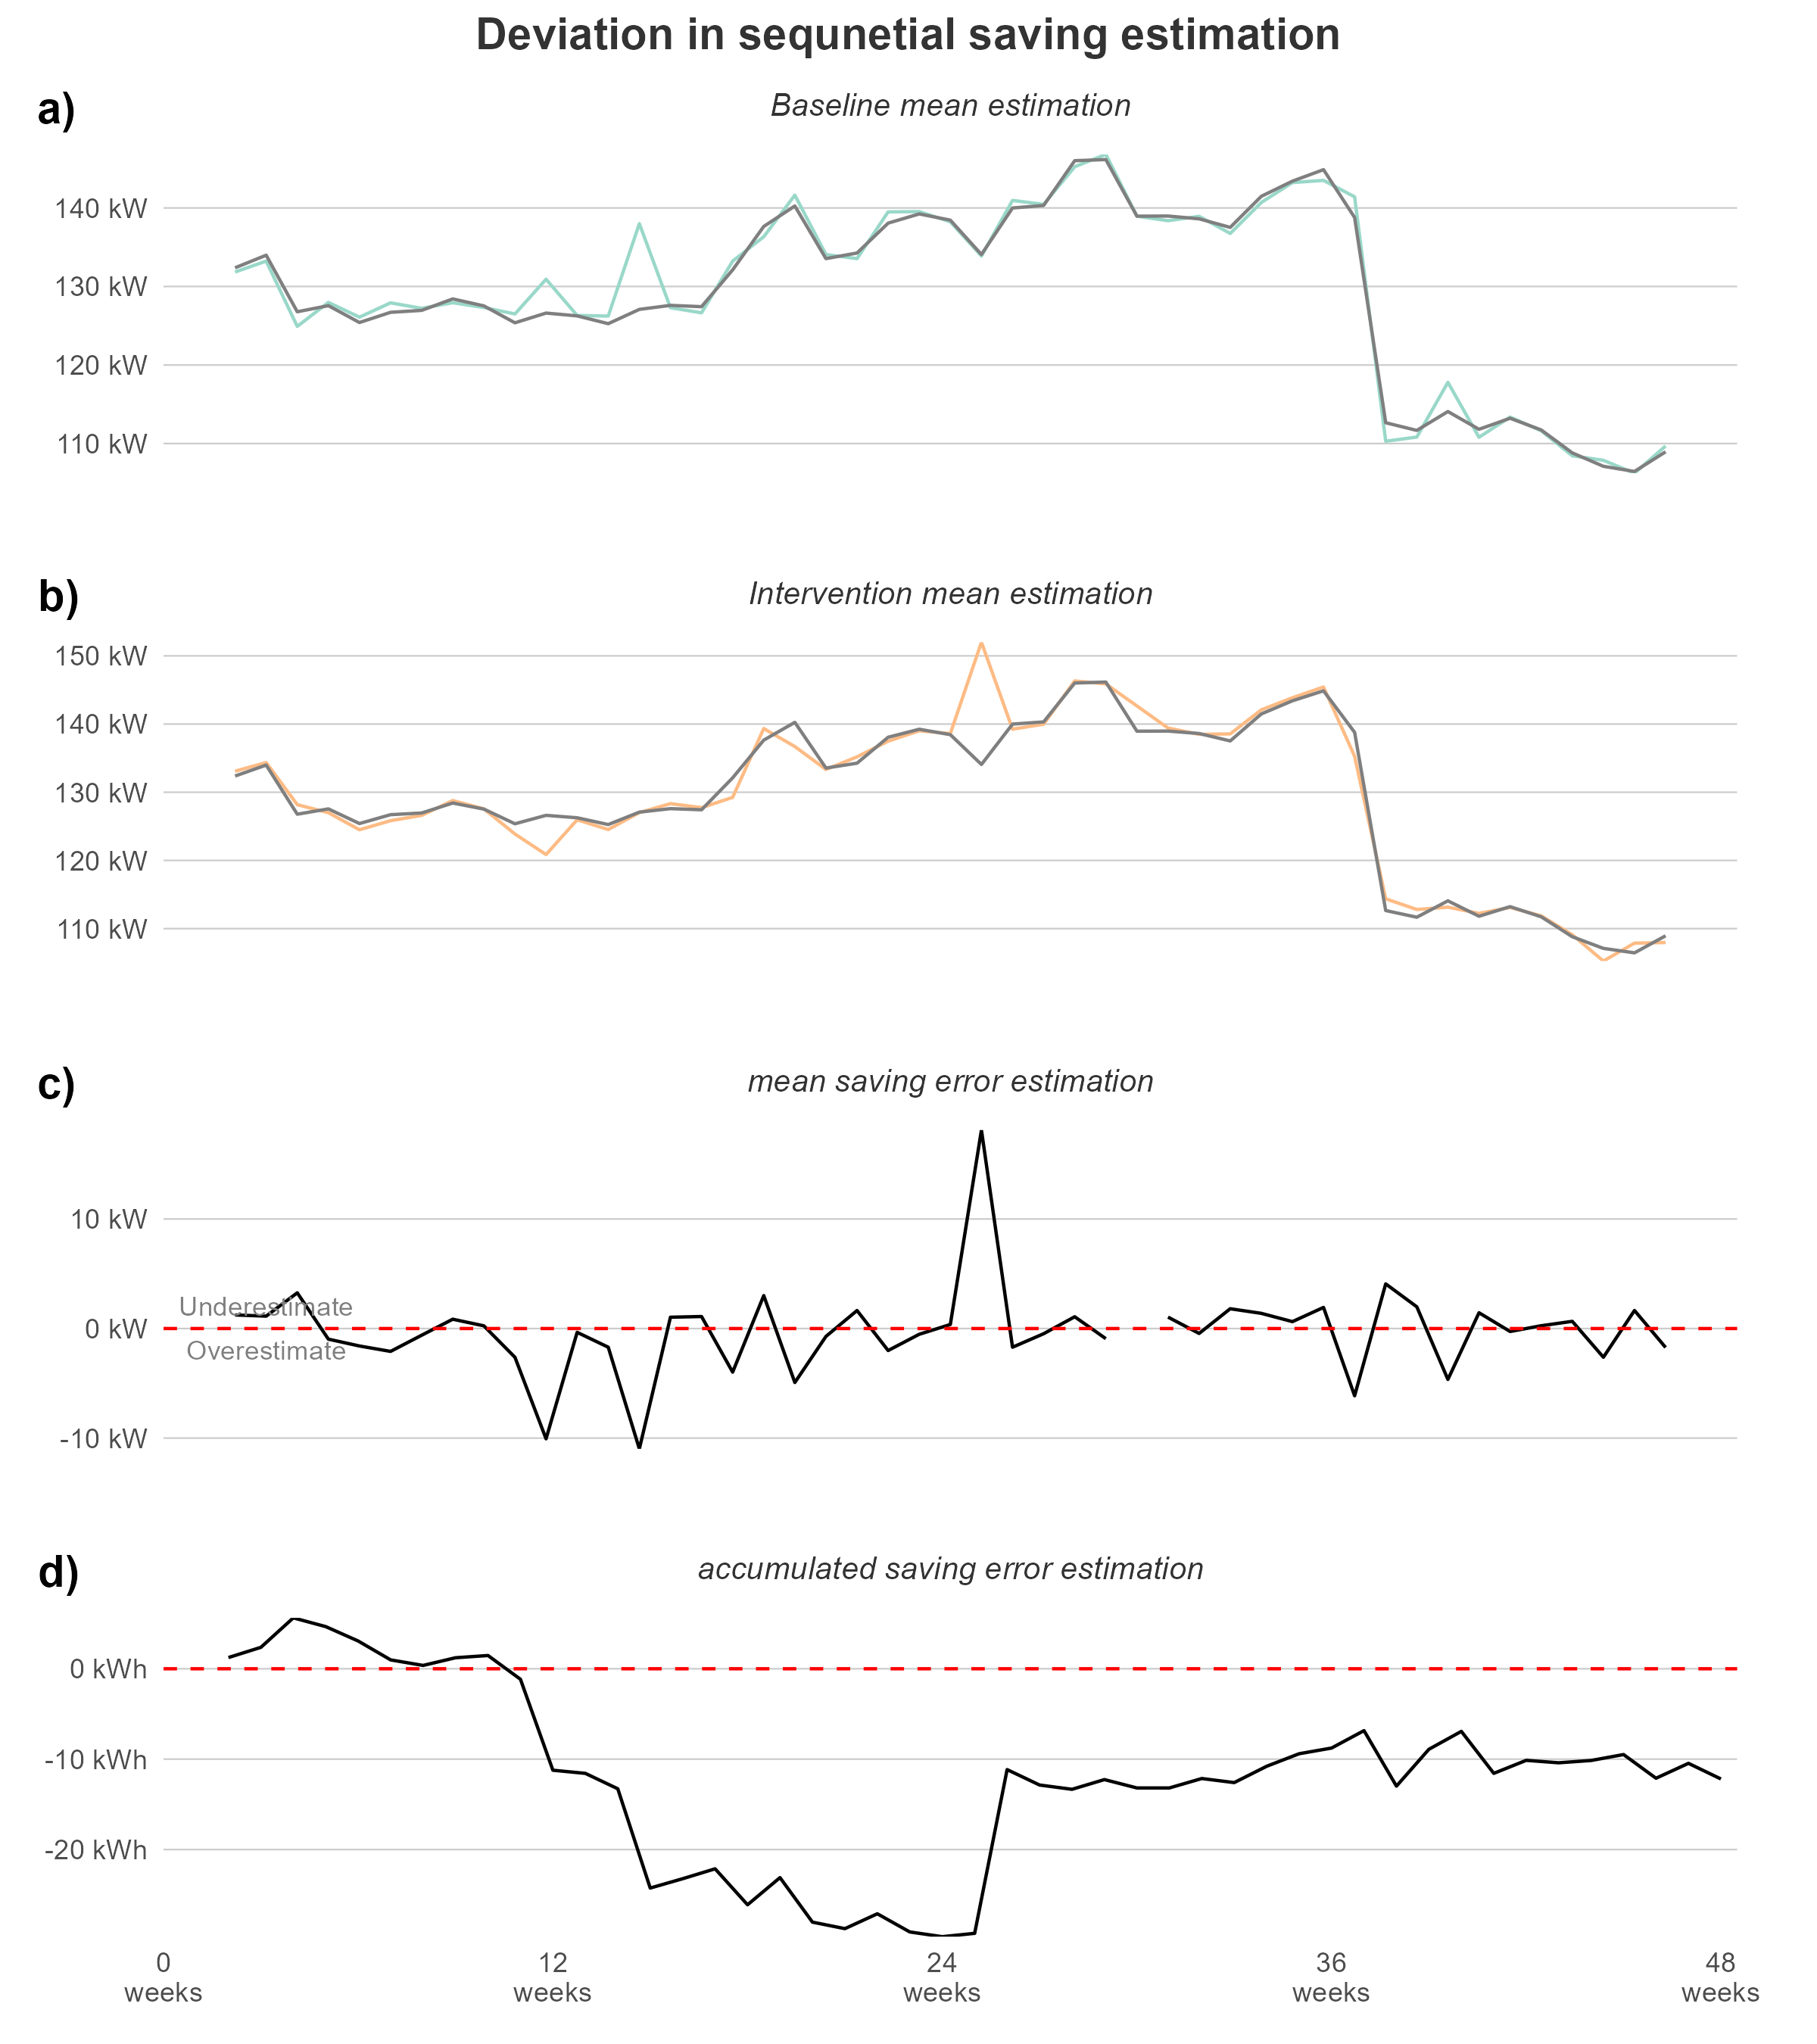 Deviation in sequnetial saving estimation
a)
Baseline mean estimation
140 kW
130 kW
120 kW
110 kW
b)
Intervention mean estimation
150 kW
140 kW
130 kW
120 kW
110 kW
c)
mean saving error estimation
10 kW
Underestimate
0 kW
Overestimate
-10 kW
d)
accumulated saving error estimation
0 kWh
-10 kWh
-20 kWh
0 12 24 36 48
weeks weeks weeks weeks weeks